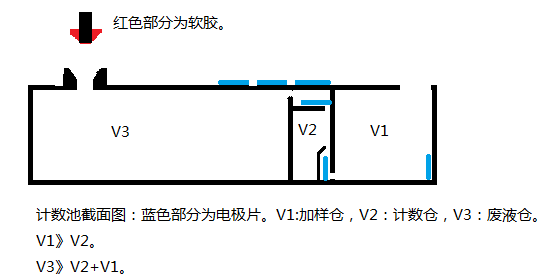 红色部分为软胶。
V3
V2
V1
计数池截面图：蓝色部分为电极片。V1:加样仓，V2：计数仓，V3：废液仓。
V1》V2。
V3》V2+V1。